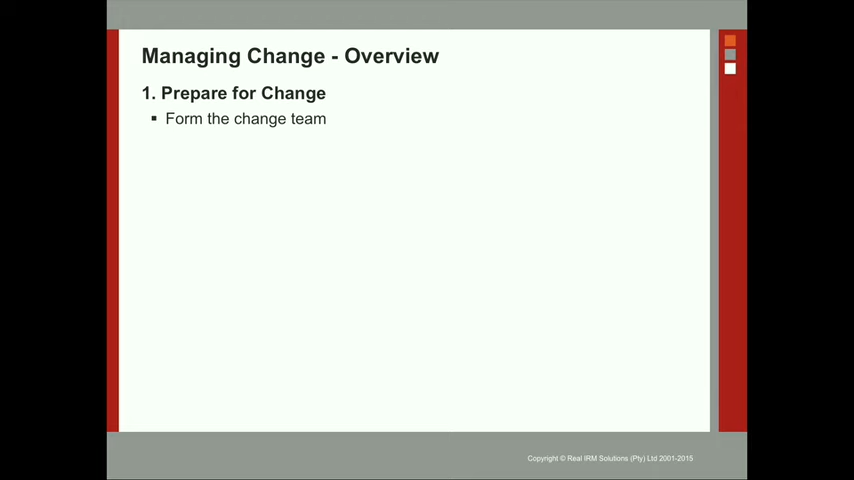 Managing Change - Overview
1. Prepare for Change
▪ Form the change team
Copyright © Real IRM Solutions (Pty) Ltd 2001-2015